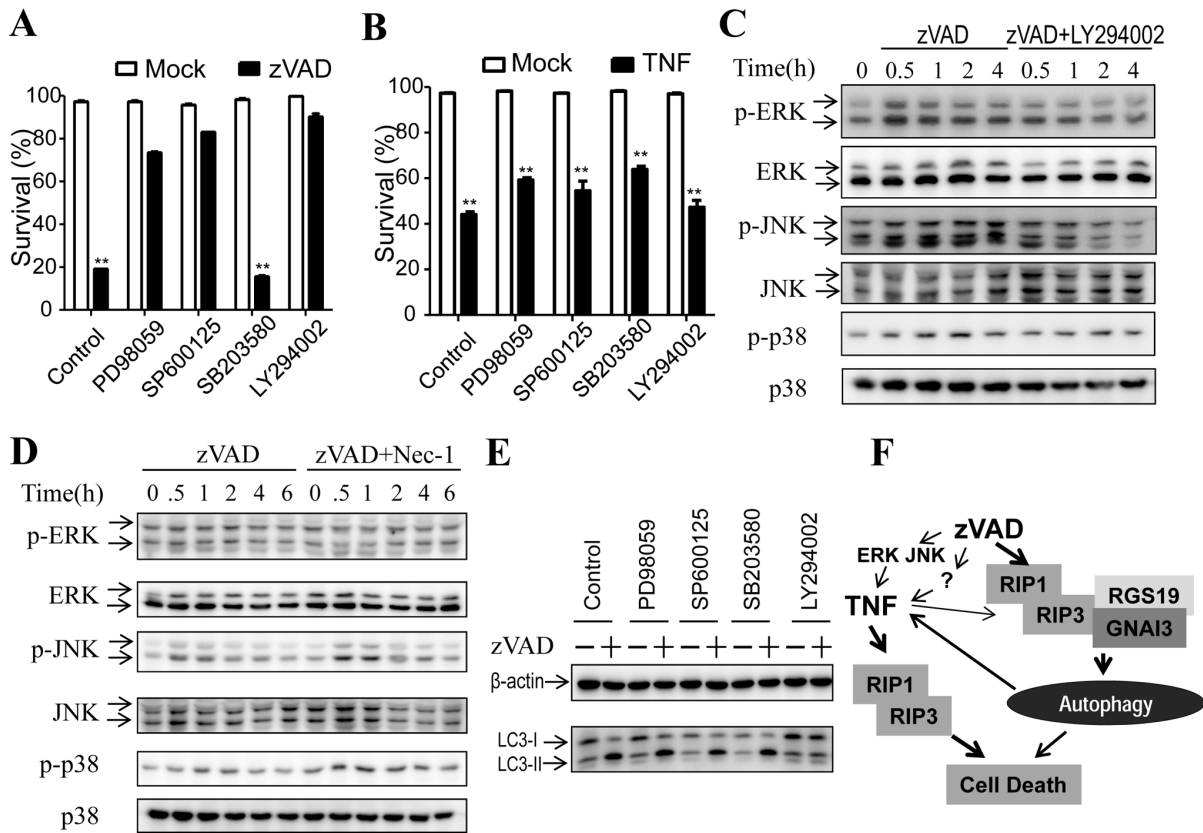 A
Mock zVAD
Survival (%)
100
80
60
40
20
0
**
**
Control
PD98059
SP600125
SB203580
LY294002
B
Mock TNF
Survival (%)
100
80
60
40
20
0
**
**
**
**
**
Control
PD98059
SP600125
SB203580
LY294002
C
zVAD zVAD+LY294002
Time(h) 0 0.5 1 2 4 0.5 1 2 4
p-ERK
ERK
p-JNK
JNK
p-p38
p38
D
zVAD zVAD+Nec-1
Time(h) 0 .5 1 2 4 6 0 .5 1 2 4 6
p-ERK
ERK
p-JNK
JNK
p-p38
p38
E
Control
PD98059
SP600125
SB203580
LY294002
zVAD − + − + − + − + − +
β-actin
LC3-I
LC3-II
F
zVAD
ERK JNK
?
TNF
RIP1
RIP3
RGS19
GNAI3
RIP1
RIP3
Autophagy
Cell Death